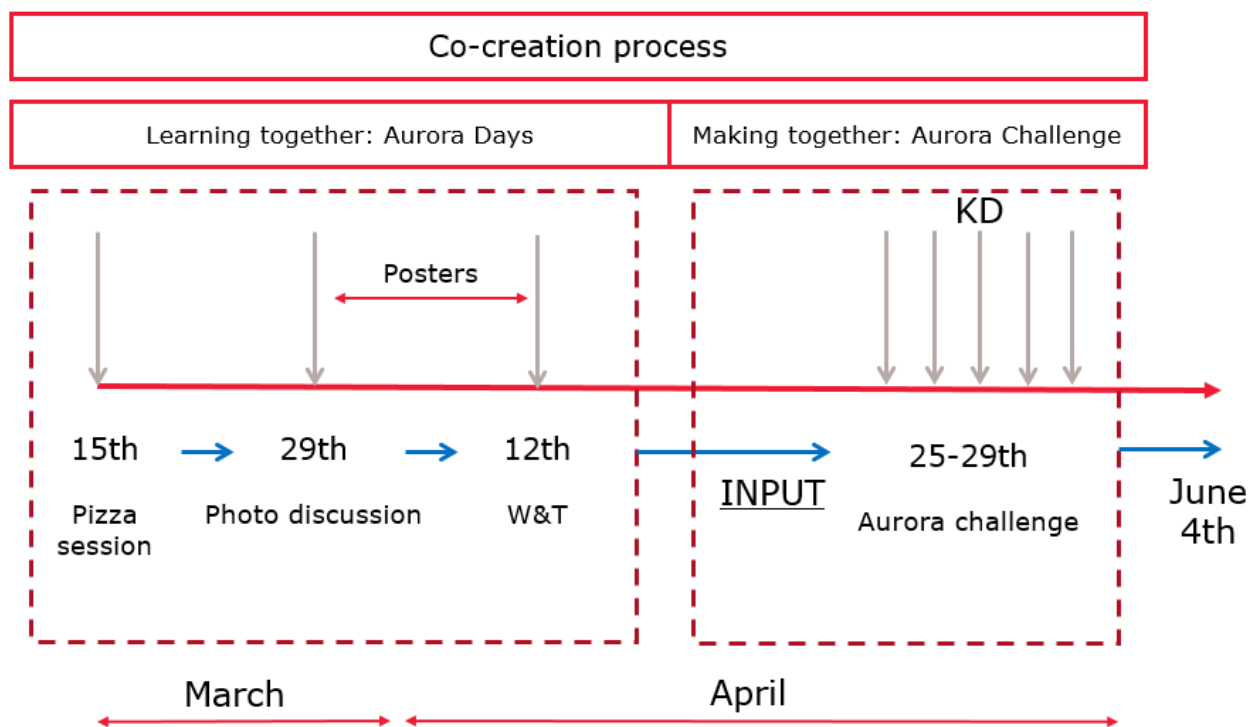 Co-creation process
Learning together: Aurora Days
Making together: Aurora Challenge
KD
Posters
15th
29th
12th
25-29th
INPUT
June
4th
Pizza
session
Photo discussion
W&T
Aurora challenge
March
April